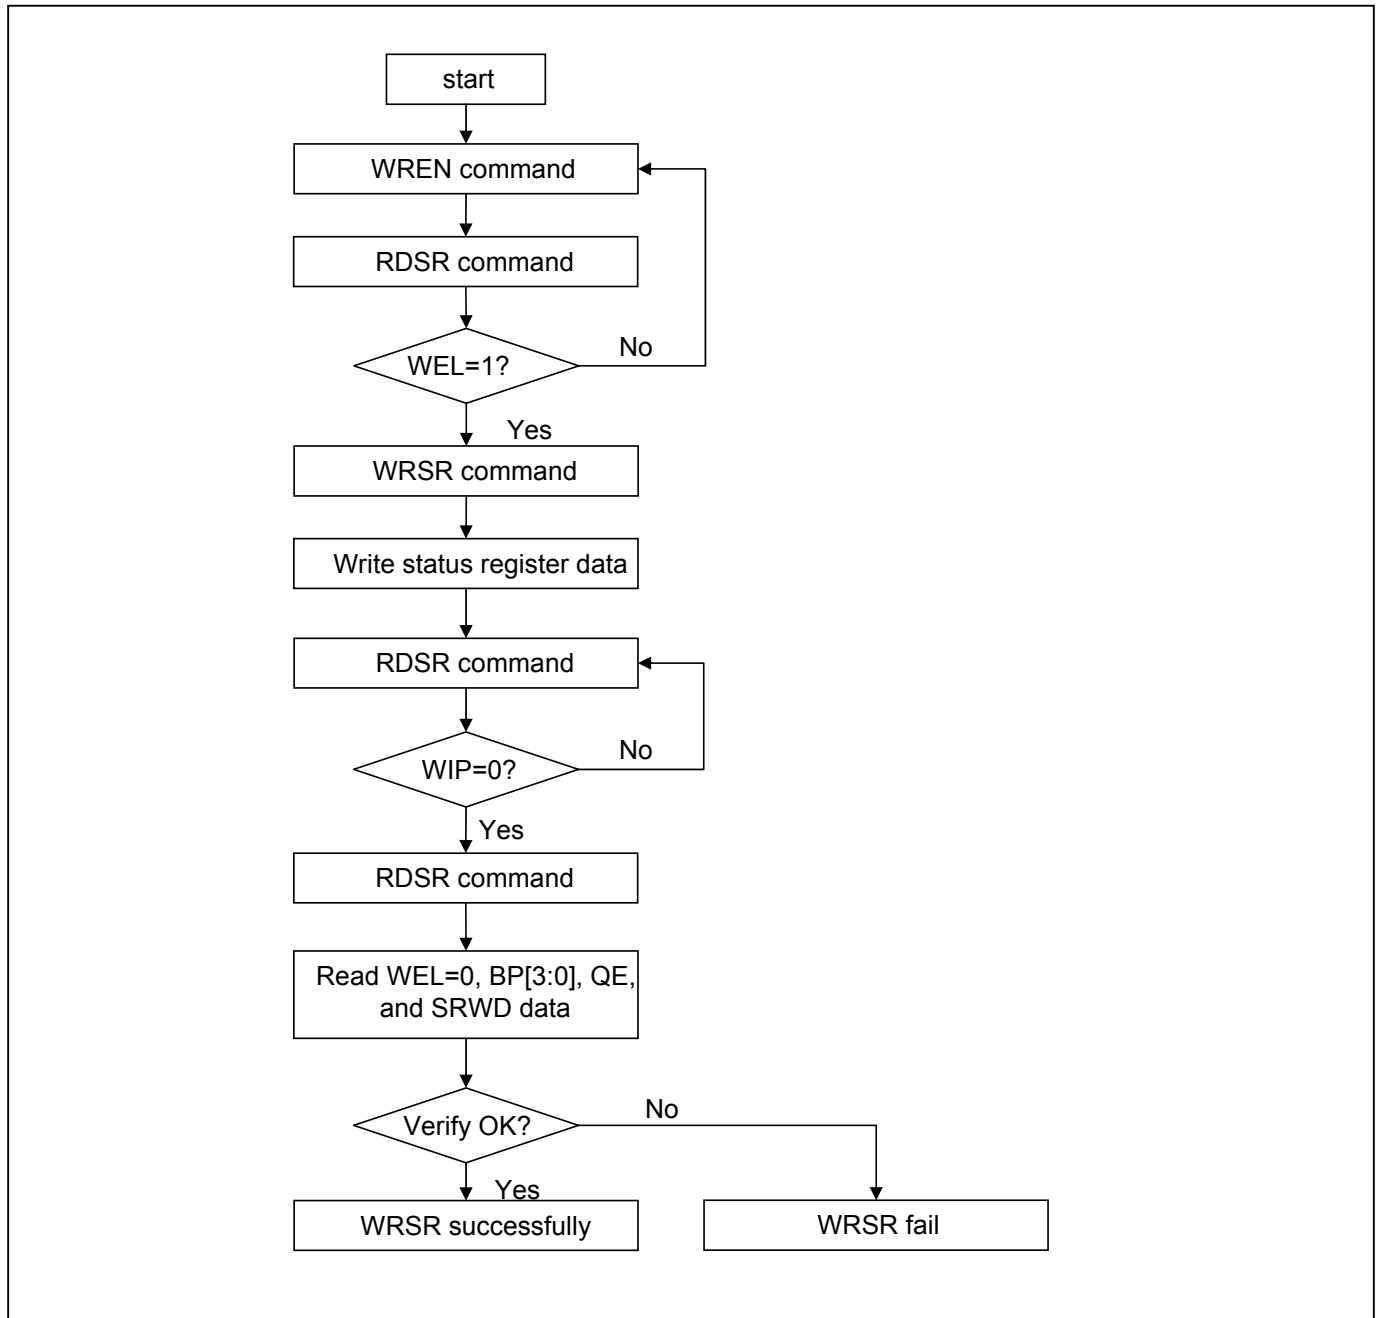 start
WREN command
RDSR command
WEL=1?
No
Yes
WRSR command
Write status register data
RDSR command
WIP=0?
No
Yes
RDSR command
Read WEL=0, BP[3:0], QE,
and SRWD data
Verify OK?
No
Yes
WRSR successfully
WRSR fail